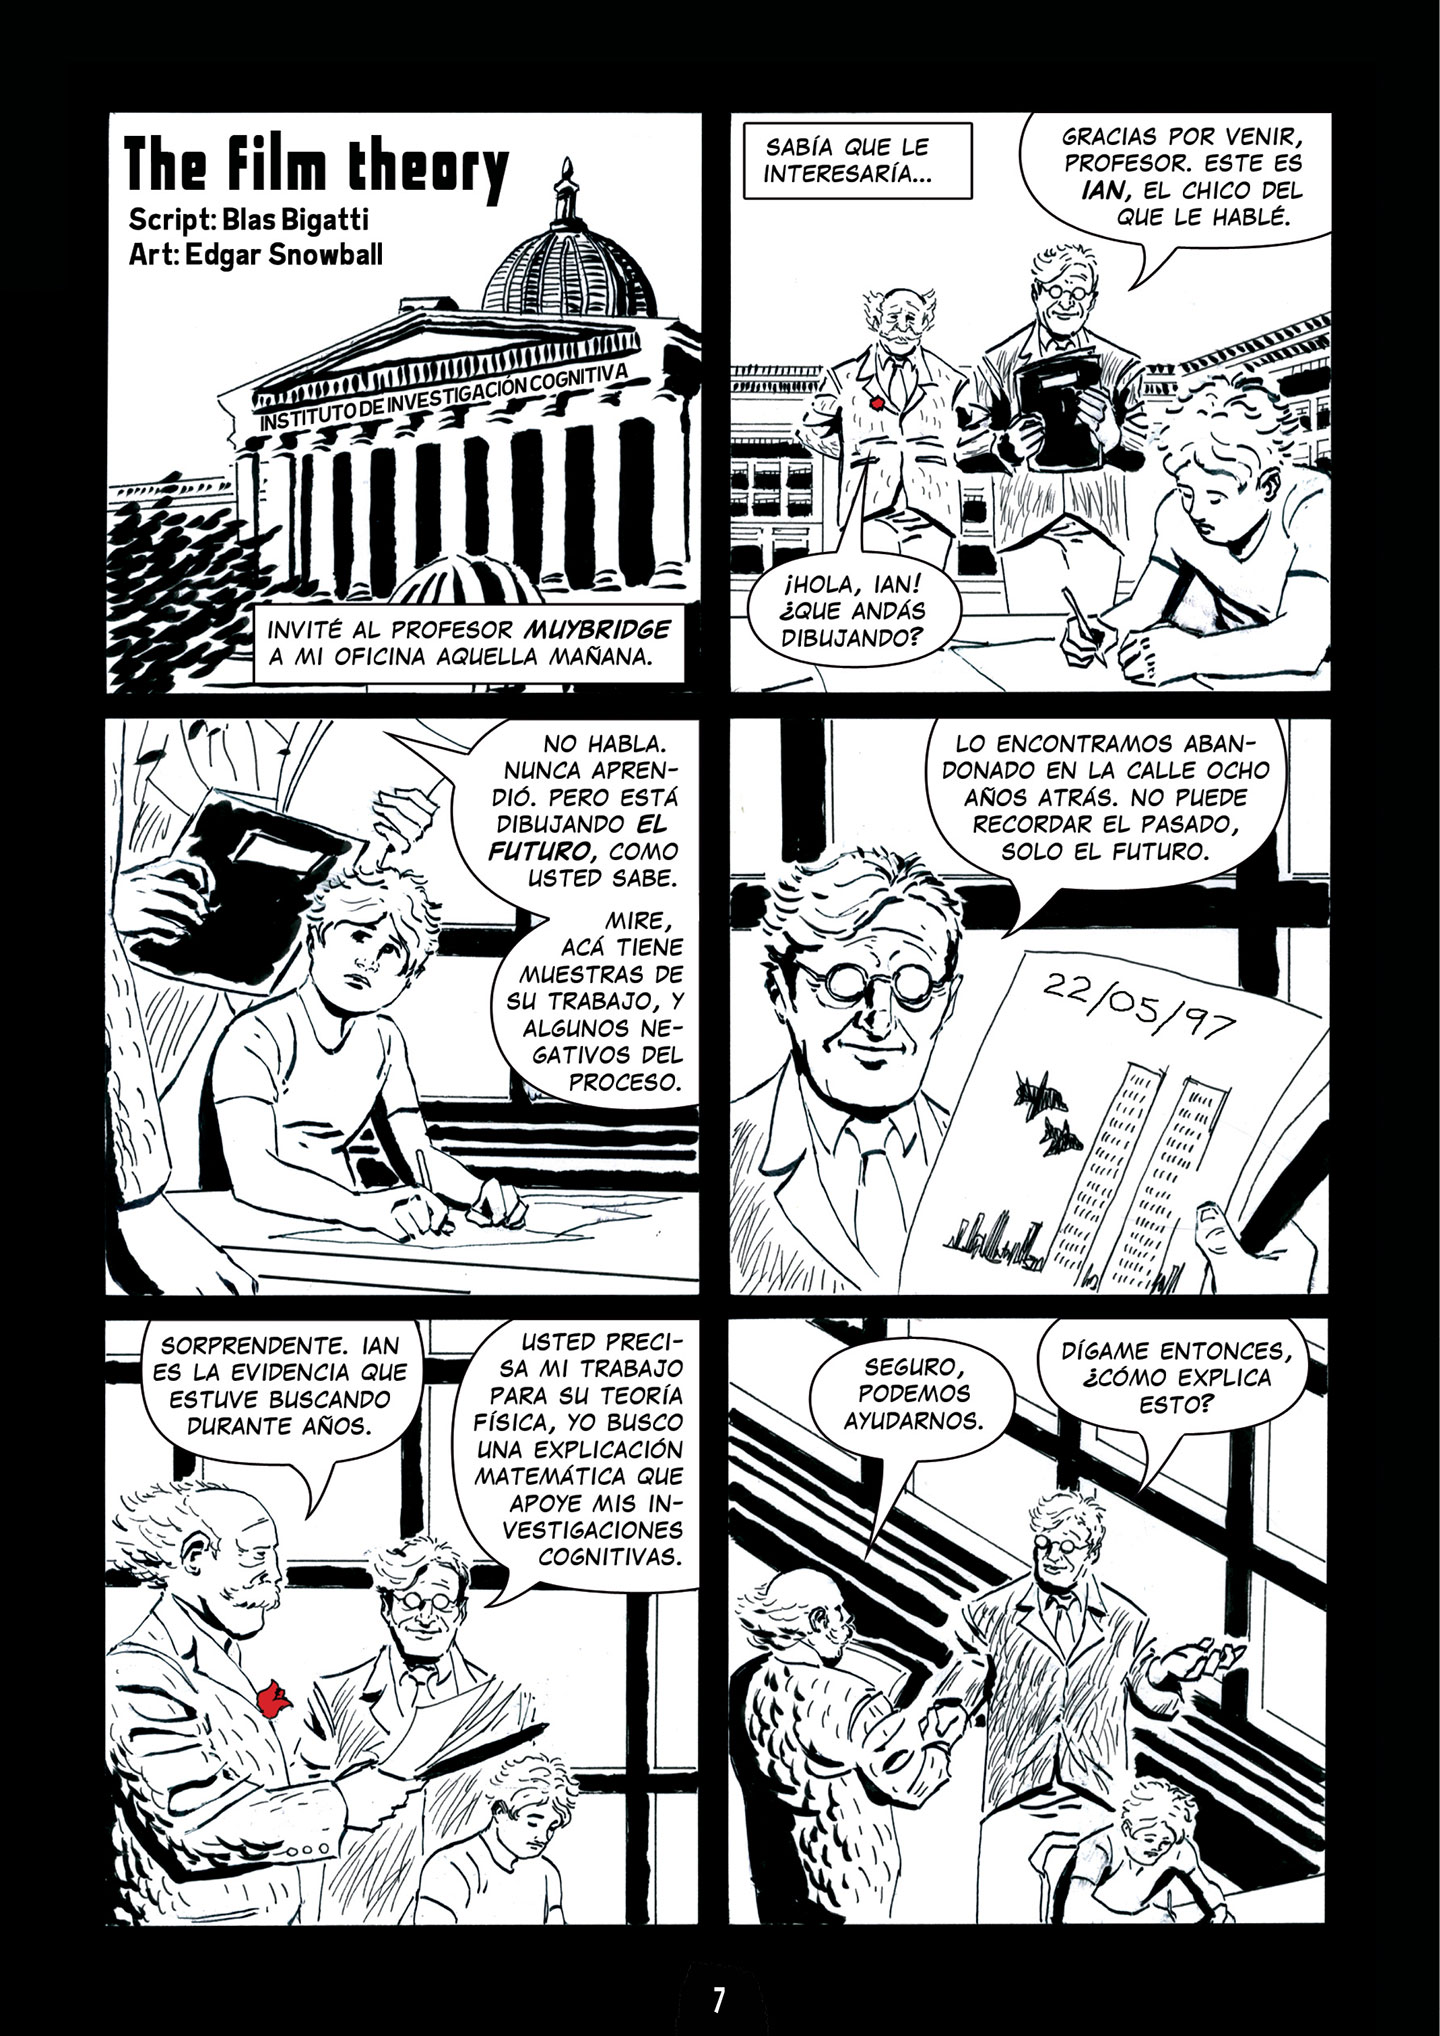 The film theory
Script: Blas Bigatti
Art: Edgar Snowball
INSTITUTO DE INVESTIGACIÓN COGNITIVA
INVITÉ AL PROFESOR MUYBRIDGE
A MI OFICINA AQUELLA MAÑANA.
SABÍA QUE LE
INTERESARÍA...
GRACIAS POR VENIR,
PROFESOR. ESTE ES
IAN, EL CHICO DEL
QUE LE HABLÉ.
¡HOLA, IAN!
¿QUE ANDÁS
DIBUJANDO?
NO HABLA.
NUNCA APREN-
DIÓ. PERO ESTÁ
DIBUJANDO EL
FUTURO, COMO
USTED SABE.
MIRE,
ACÁ TIENE
MUESTRAS DE
SU TRABAJO, Y
ALGUNOS NE-
GATIVOS DEL
PROCESO.
LO ENCONTRAMOS ABAN-
DONADO EN LA CALLE OCHO
AÑOS ATRÁS. NO PUEDE
RECORDAR EL PASADO,
SOLO EL FUTURO.
22/05/97
SORPRENDENTE. IAN
ES LA EVIDENCIA QUE
ESTUVE BUSCANDO
DURANTE AÑOS.
USTED PRECI-
SA MI TRABAJO
PARA SU TEORÍA
FÍSICA, YO BUSCO
UNA EXPLICACIÓN
MATEMÁTICA QUE
APOYE MIS IN-
VESTIGACIONES
COGNITIVAS.
SEGURO,
PODEMOS
AYUDARNOS.
DÍGAME ENTONCES,
¿CÓMO EXPLICA
ESTO?
7